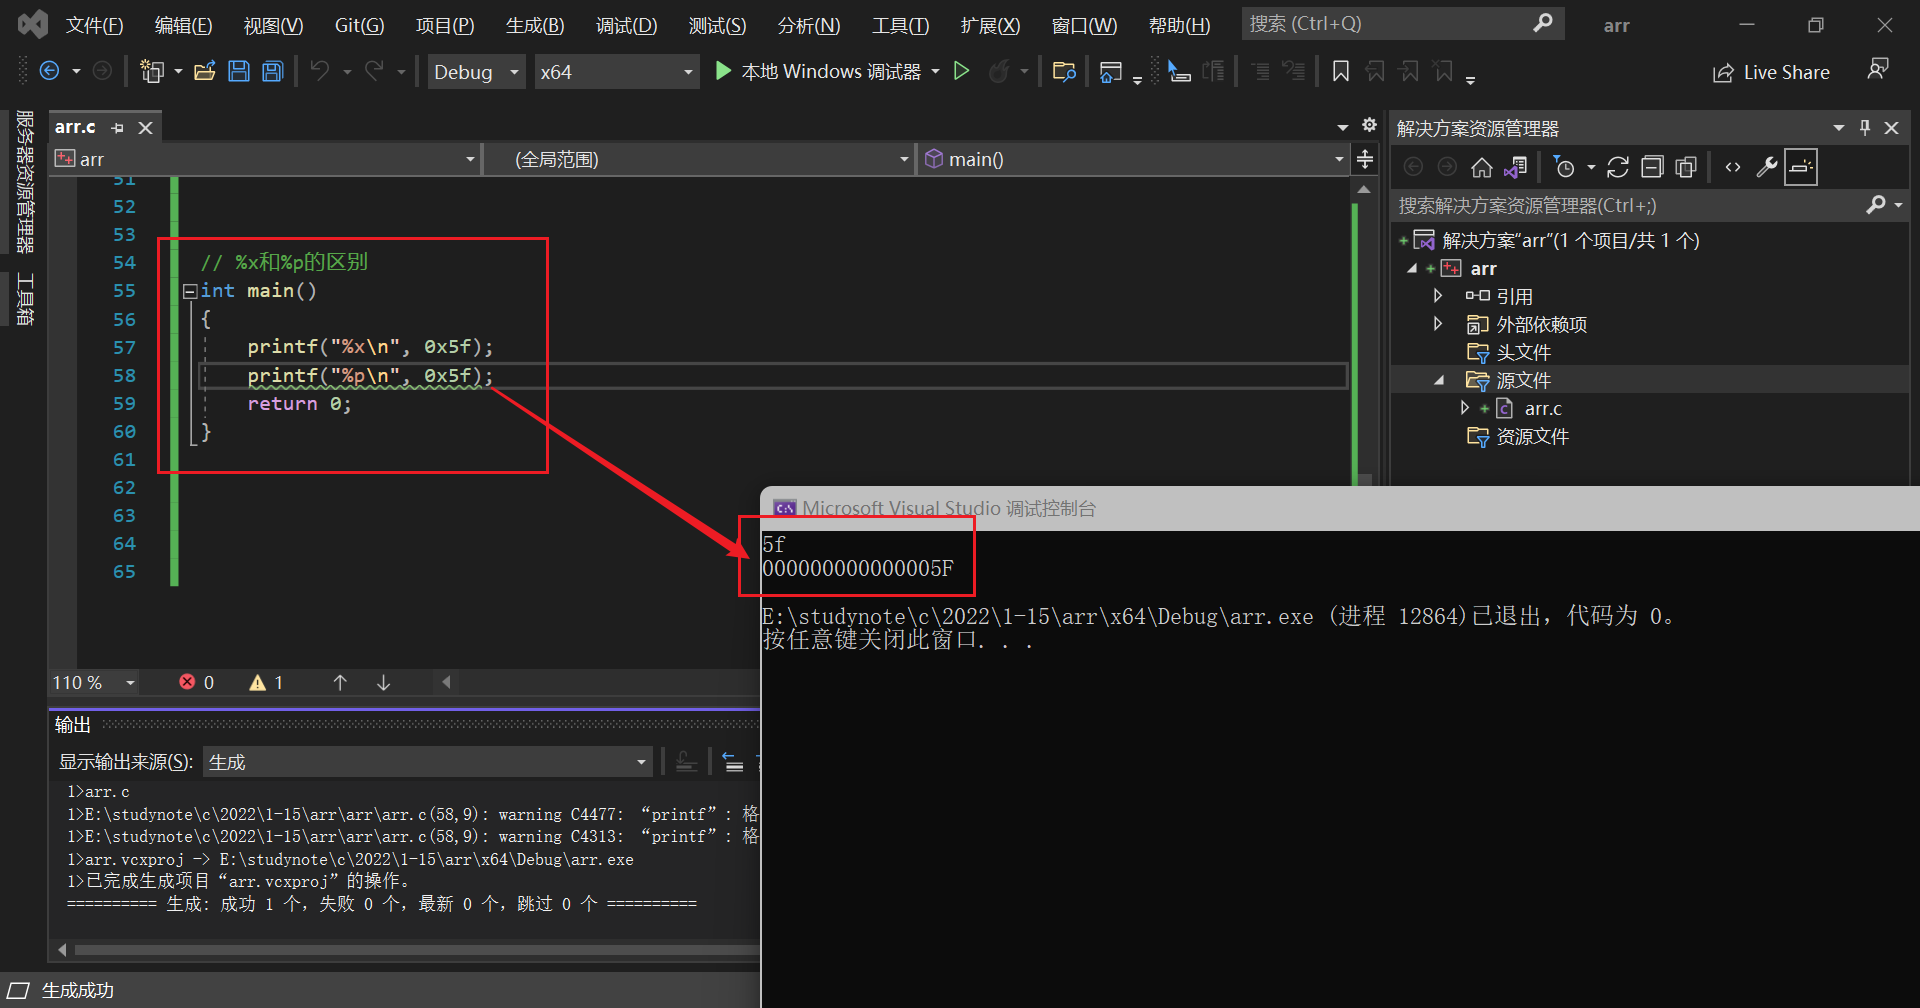 文件(F) 编辑(E) 视图(V) Git(G) 项目(P) 生成(B) 调试(D) 测试(S) 分析(N) 工具(T) 扩展(X) 窗口(W) 帮助(H) 搜索 (Ctrl+Q) arr
Debug x64 本地 Windows 调试器 Live Share
服务器资源管理器
工具箱
arr.c
arr (全局范围) main()
51
52
53
54 // %x和%p的区别
55 int main()
56 {
57 printf("%x\n", 0x5f);
58 printf("%p\n", 0x5f);
59 return 0;
60 }
61
62
63
64
65
110 % 0 1
输出
显示输出来源(S): 生成
1>arr.c
1>E:\studynote\c\2022\1-15\arr\arr\arr.c(58,9): warning C4477: “printf”: 格
1>E:\studynote\c\2022\1-15\arr\arr\arr.c(58,9): warning C4313: “printf”: 格
1>arr.vcxproj -> E:\studynote\c\2022\1-15\arr\x64\Debug\arr.exe
1>已完成生成项目“arr.vcxproj”的操作。
========== 生成: 成功 1 个，失败 0 个，最新 0 个，跳过 0 个 ==========
生成成功
解决方案资源管理器
搜索解决方案资源管理器(Ctrl+;)
解决方案“arr”(1 个项目/共 1 个)
arr
引用
外部依赖项
头文件
源文件
arr.c
资源文件
Microsoft Visual Studio 调试控制台
5f
000000000000005F
E:\studynote\c\2022\1-15\arr\x64\Debug\arr.exe (进程 12864)已退出，代码为 0。
按任意键关闭此窗口. . .